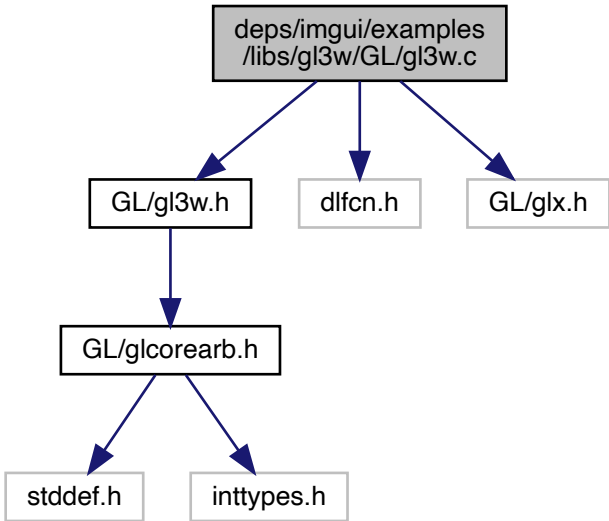 deps/imgui/examples
/libs/gl3w/GL/gl3w.c
GL/gl3w.h
dlfcn.h
GL/glx.h
GL/glcorearb.h
stddef.h
inttypes.h